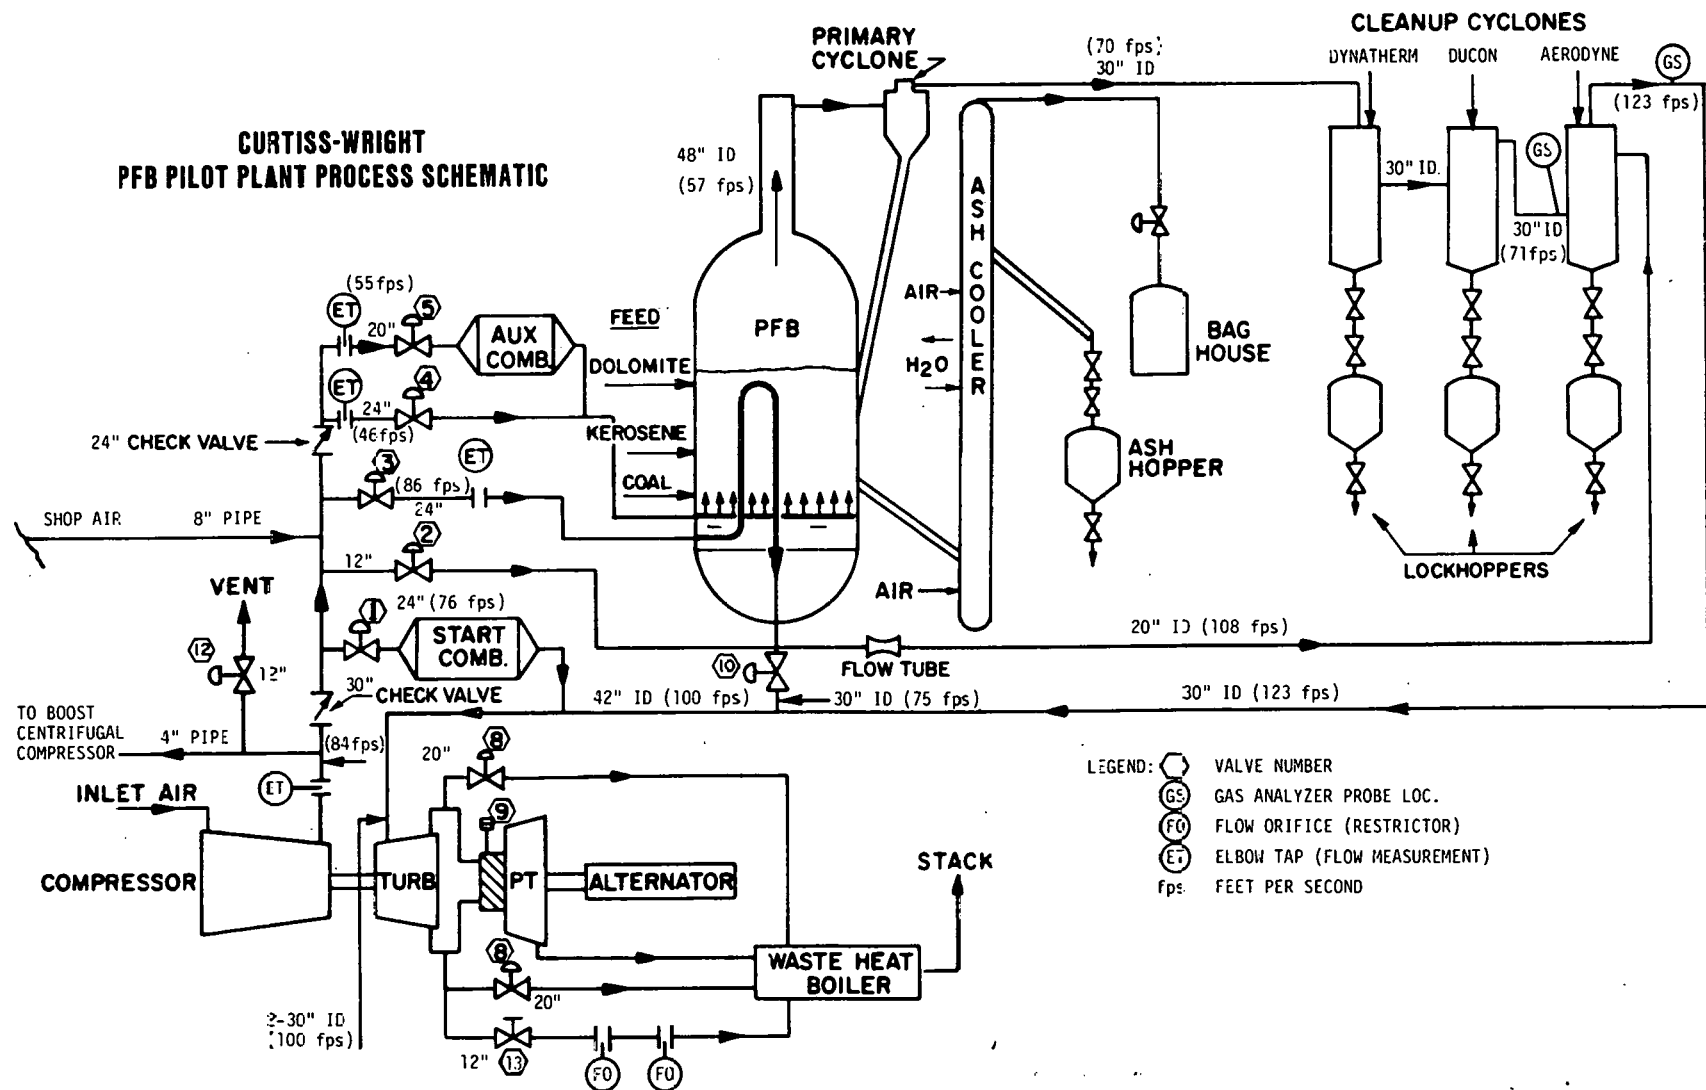 CURTISS-WRIGHT
PFB PILOT PLANT PROCESS SCHEMATIC
PRIMARY
CYCLONE
(70 fps)
30" ID
CLEANUP CYCLONES
DYNATHERM
DUCON
AERODYNE
GS
(123 fps)
GS
48" ID
(57 fps)
30" ID.
30" ID
(71fps)
ASH COOLER
(55fps)
ET
5
20"
AUX
COMB.
FEED
PFB
AIR
H2O
BAG
HOUSE
DOLOMITE
ET
4
24"
(46fps)
24" CHECK VALVE
KEROSENE
3
ET
(86 fps)
24"
COAL
ASH
HOPPER
SHOP AIR
8" PIPE
2
12"
LOCKHOPPERS
VENT
AIR
1
24" (76 fps)
START
COMB.
20" ID (108 fps)
12
12"
10
FLOW TUBE
30"
CHECK VALVE
42" ID (100 fps)
30" ID (75 fps)
30" ID (123 fps)
TO BOOST
CENTRIFUGAL
COMPRESSOR
4" PIPE
(84fps)
20"
8
LEGEND:
VALVE NUMBER
GS
GAS ANALYZER PROBE LOC.
FO
FLOW ORIFICE (RESTRICTOR)
ET
ELBOW TAP (FLOW MEASUREMENT)
fps
FEET PER SECOND
ET
INLET AIR
9
COMPRESSOR
TURB
PT
ALTERNATOR
STACK
8
20"
WASTE HEAT
BOILER
2-30" ID
(100 fps)
12"
13
FO
FO